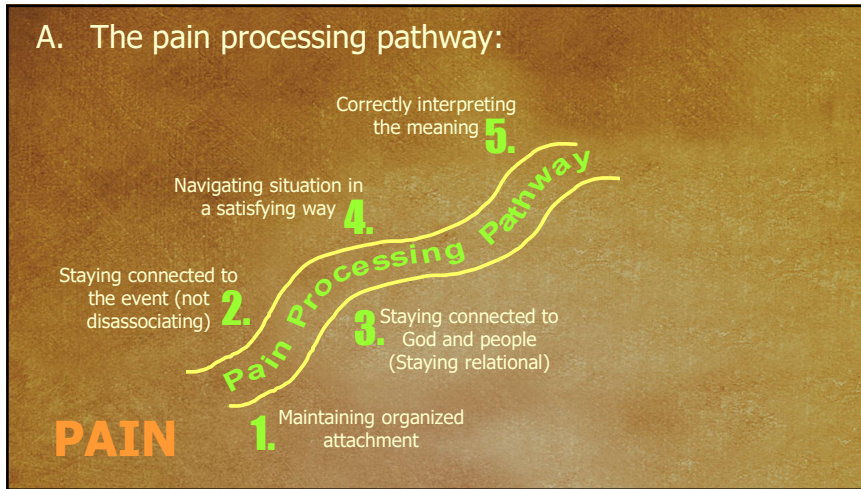 A. The pain processing pathway:
Correctly interpreting
the meaning 5.
Navigating situation in
a satisfying way 4.
Pain Processing Pathway
Staying connected to
the event (not
disassociating) 2.
3. Staying connected to
God and people
(Staying relational)
1. Maintaining organized
attachment
PAIN